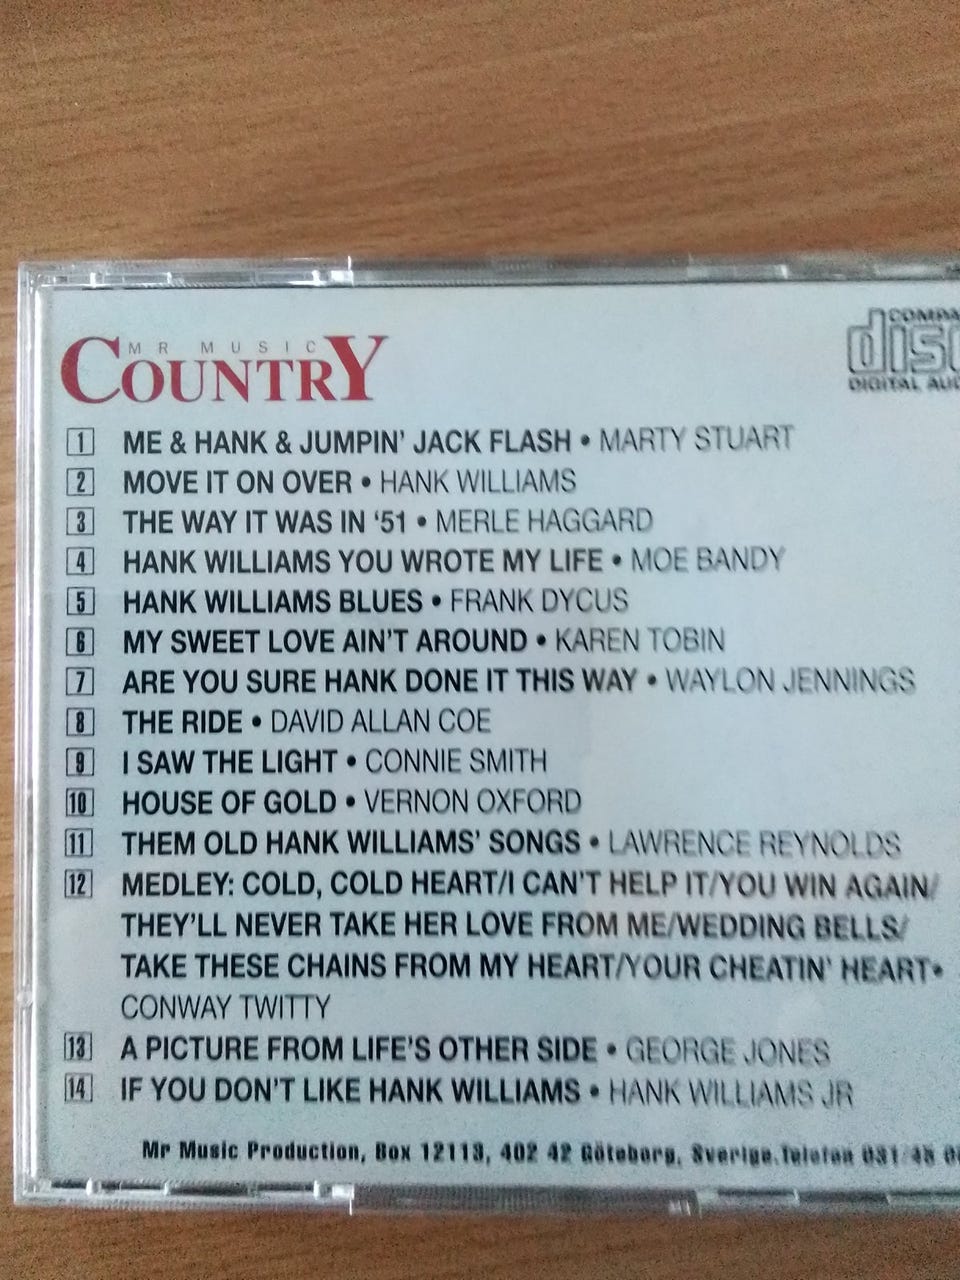 MR MUSIC
COUNTRY
COMPA
disc
DIGITAL AUD
1 ME & HANK & JUMPIN' JACK FLASH • MARTY STUART
2 MOVE IT ON OVER • HANK WILLIAMS
3 THE WAY IT WAS IN '51 • MERLE HAGGARD
4 HANK WILLIAMS YOU WROTE MY LIFE • MOE BANDY
5 HANK WILLIAMS BLUES • FRANK DYCUS
6 MY SWEET LOVE AIN'T AROUND • KAREN TOBIN
7 ARE YOU SURE HANK DONE IT THIS WAY • WAYLON JENNINGS
8 THE RIDE • DAVID ALLAN COE
9 I SAW THE LIGHT • CONNIE SMITH
10 HOUSE OF GOLD • VERNON OXFORD
11 THEM OLD HANK WILLIAMS' SONGS • LAWRENCE REYNOLDS
12 MEDLEY: COLD, COLD HEART/I CAN'T HELP IT/YOU WIN AGAIN/
THEY'LL NEVER TAKE HER LOVE FROM ME/WEDDING BELLS/
TAKE THESE CHAINS FROM MY HEART/YOUR CHEATIN' HEART•
CONWAY TWITTY
13 A PICTURE FROM LIFE'S OTHER SIDE • GEORGE JONES
14 IF YOU DON'T LIKE HANK WILLIAMS • HANK WILLIAMS JR
Mr Music Production, Box 12113, 402 42 Göteborg, Sverige. Telefon 031/45